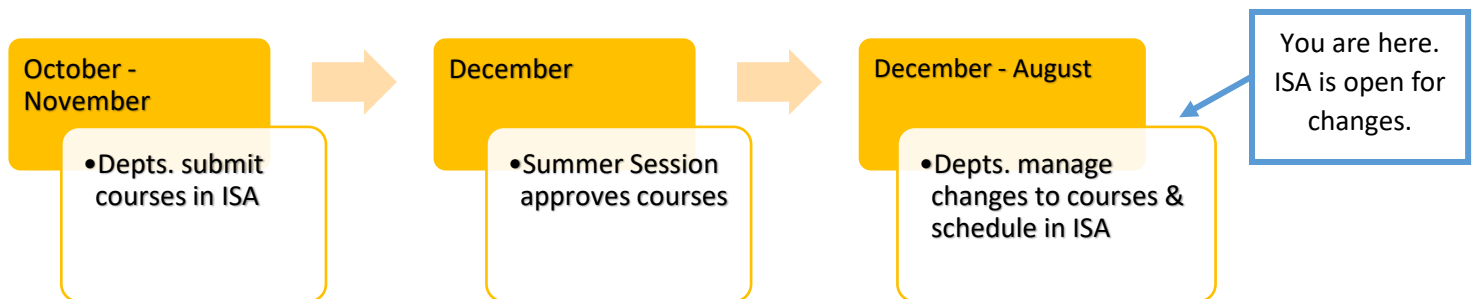 October -
November
•Depts. submit
courses in ISA
December
•Summer Session
approves courses
December - August
•Depts. manage
changes to courses &
schedule in ISA
You are here.
ISA is open for
changes.